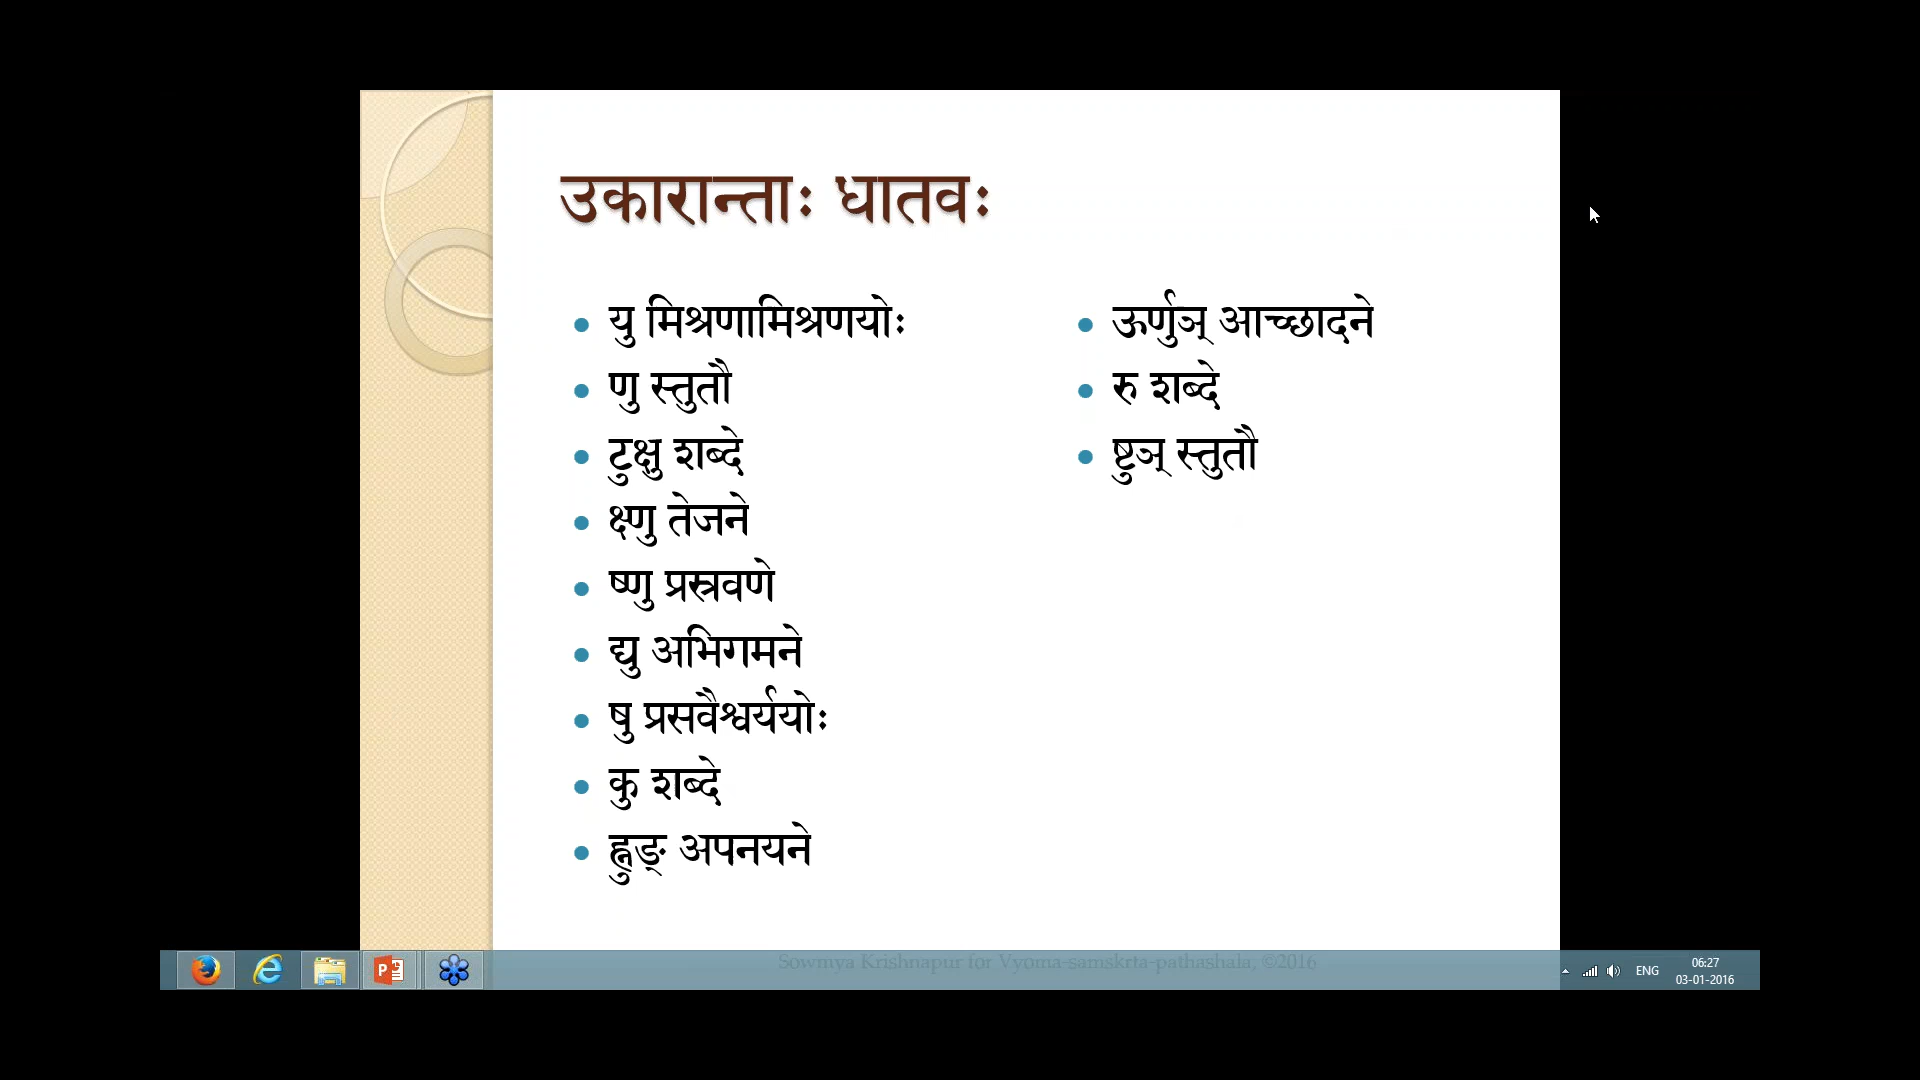 उकारान्ताः धातवः
यु मिश्रणामिश्रणयोः
णु स्तुतौ
टुक्षु शब्दे
क्ष्णु तेजने
ष्णु प्रस्रवणे
द्यु अभिगमने
षु प्रसवैश्वर्ययोः
कु शब्दे
ह्नुङ् अपनयने
ऊर्णुञ् आच्छादने
रु शब्दे
ष्टुञ् स्तुतौ
Sowmya Krishnapur for Vyoma-samskrta-pathashala, ©2016
ENG
06:27
03-01-2016